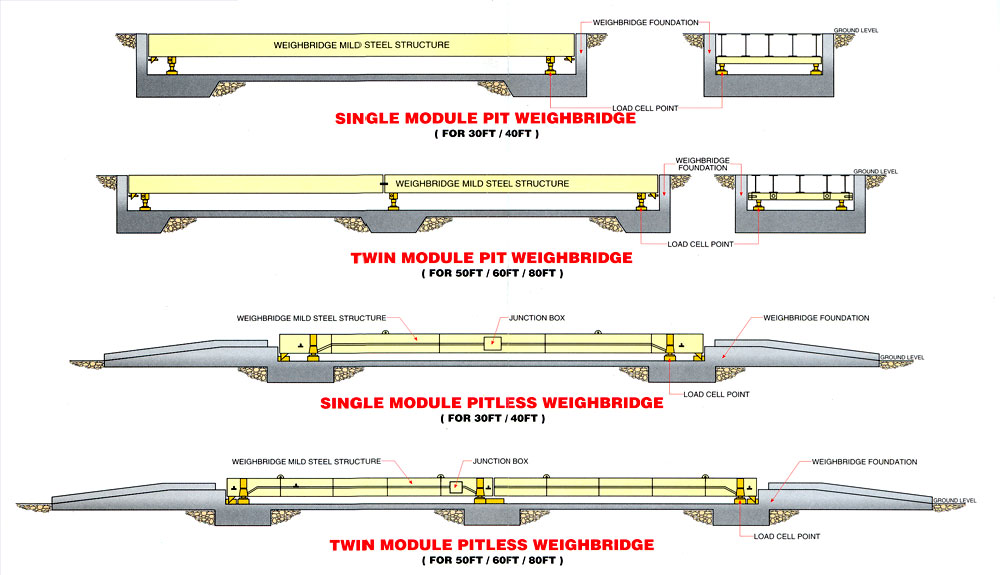 WEIGHBRIDGE FOUNDATION
GROUND LEVEL
WEIGHBRIDGE MILD STEEL STRUCTURE
LOAD CELL POINT
SINGLE MODULE PIT WEIGHBRIDGE
( FOR 30FT / 40FT )
WEIGHBRIDGE
FOUNDATION
GROUND LEVEL
WEIGHBRIDGE MILD STEEL STRUCTURE
LOAD CELL POINT
TWIN MODULE PIT WEIGHBRIDGE
( FOR 50FT / 60FT / 80FT )
WEIGHBRIDGE MILD STEEL STRUCTURE
JUNCTION BOX
WEIGHBRIDGE FOUNDATION
GROUND LEVEL
LOAD CELL POINT
SINGLE MODULE PITLESS WEIGHBRIDGE
( FOR 30FT / 40FT )
WEIGHBRIDGE MILD STEEL STRUCTURE
JUNCTION BOX
WEIGHBRIDGE FOUNDATION
GROUND LEVEL
LOAD CELL POINT
TWIN MODULE PITLESS WEIGHBRIDGE
( FOR 50FT / 60FT / 80FT )